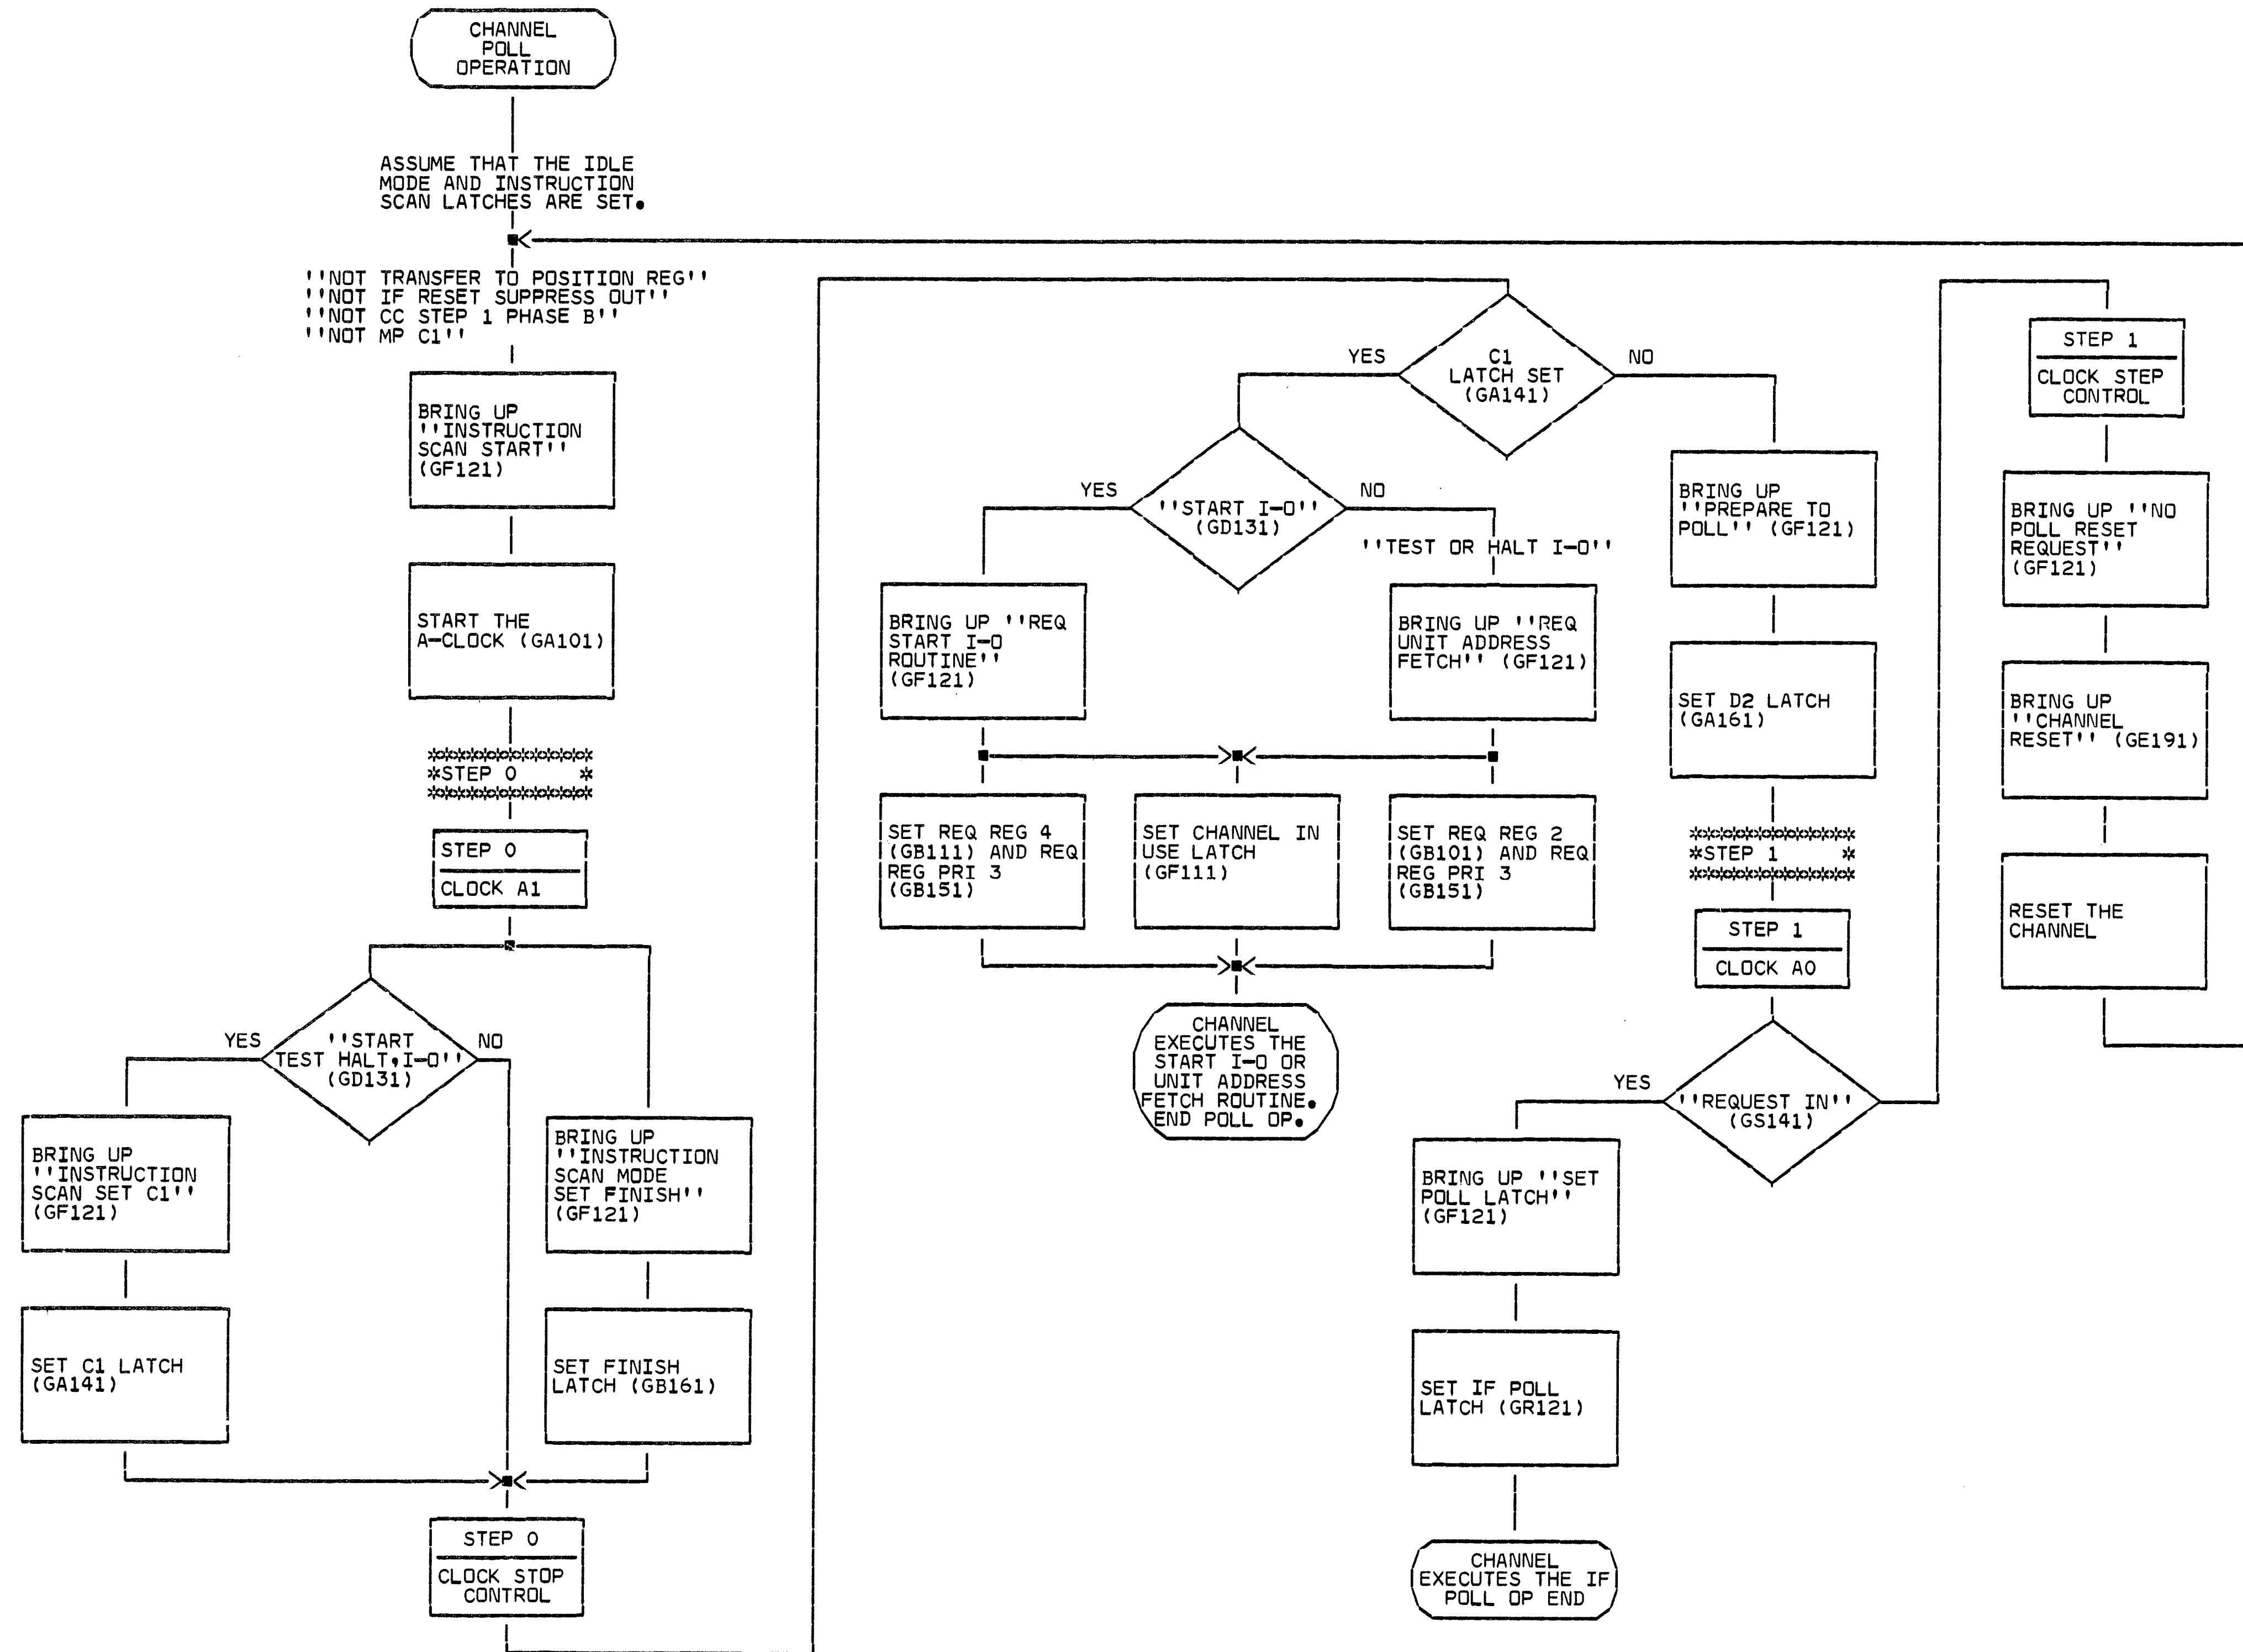 CHANNEL
POLL
OPERATION
ASSUME THAT THE IDLE
MODE AND INSTRUCTION
SCAN LATCHES ARE SET.
''NOT TRANSFER TO POSITION REG''
''NOT IF RESET SUPPRESS OUT''
''NOT CC STEP 1 PHASE B''
''NOT MP C1''
BRING UP
''INSTRUCTION
SCAN START''
(GF121)
START THE
A-CLOCK (GA101)
****************
*STEP 0 *
****************
STEP 0
CLOCK A1
YES
''START
TEST HALT,I-O''
(GD131)
NO
BRING UP
''INSTRUCTION
SCAN SET C1''
(GF121)
SET C1 LATCH
(GA141)
BRING UP
''INSTRUCTION
SCAN MODE
SET FINISH''
(GF121)
SET FINISH
LATCH (GB161)
STEP 0
CLOCK STOP
CONTROL
YES
C1
LATCH SET
(GA141)
NO
YES
''START I-O''
(GD131)
NO
''TEST OR HALT I-O''
BRING UP ''REQ
START I-O
ROUTINE''
(GF121)
BRING UP ''REQ
UNIT ADDRESS
FETCH'' (GF121)
SET REQ REG 4
(GB111) AND REQ
REG PRI 3
(GB151)
SET CHANNEL IN
USE LATCH
(GF111)
SET REQ REG 2
(GB101) AND REQ
REG PRI 3
(GB151)
CHANNEL
EXECUTES THE
START I-O OR
UNIT ADDRESS
FETCH ROUTINE.
END POLL OP.
BRING UP
''PREPARE TO
POLL'' (GF121)
SET D2 LATCH
(GA161)
****************
*STEP 1 *
****************
STEP 1
CLOCK A0
YES
''REQUEST IN''
(GS141)
BRING UP ''SET
POLL LATCH''
(GF121)
SET IF POLL
LATCH (GR121)
CHANNEL
EXECUTES THE IF
POLL OP END
STEP 1
CLOCK STEP
CONTROL
BRING UP ''NO
POLL RESET
REQUEST''
(GF121)
BRING UP
''CHANNEL
RESET'' (GE191)
RESET THE
CHANNEL